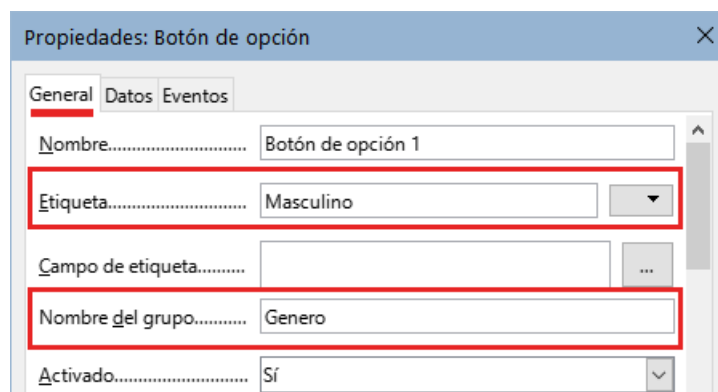 Propiedades: Botón de opción
General Datos Eventos
Nombre............................ Botón de opción 1
Etiqueta............................ Masculino
Campo de etiqueta.......... ...
Nombre del grupo........... Genero
Activado........................... Sí